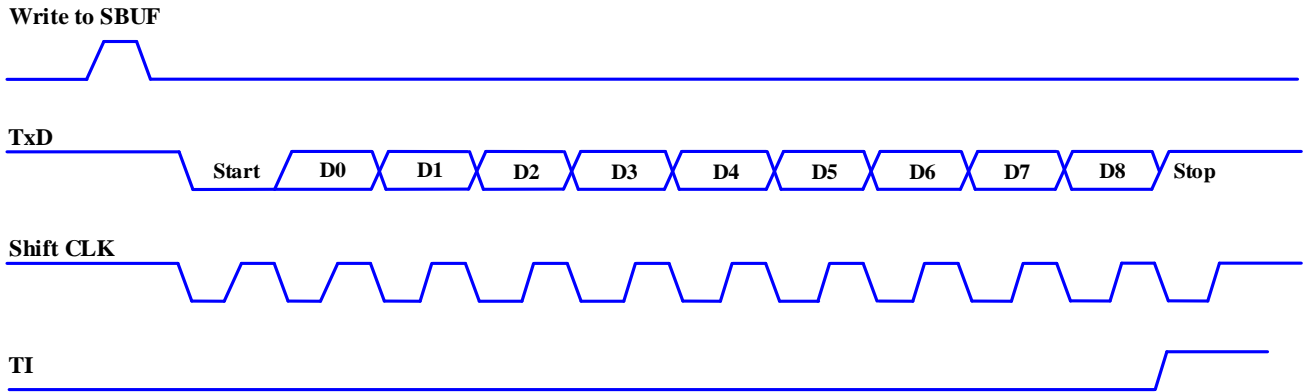 Write to SBUF
TxD
Start D0 D1 D2 D3 D4 D5 D6 D7 D8 Stop
Shift CLK
TI